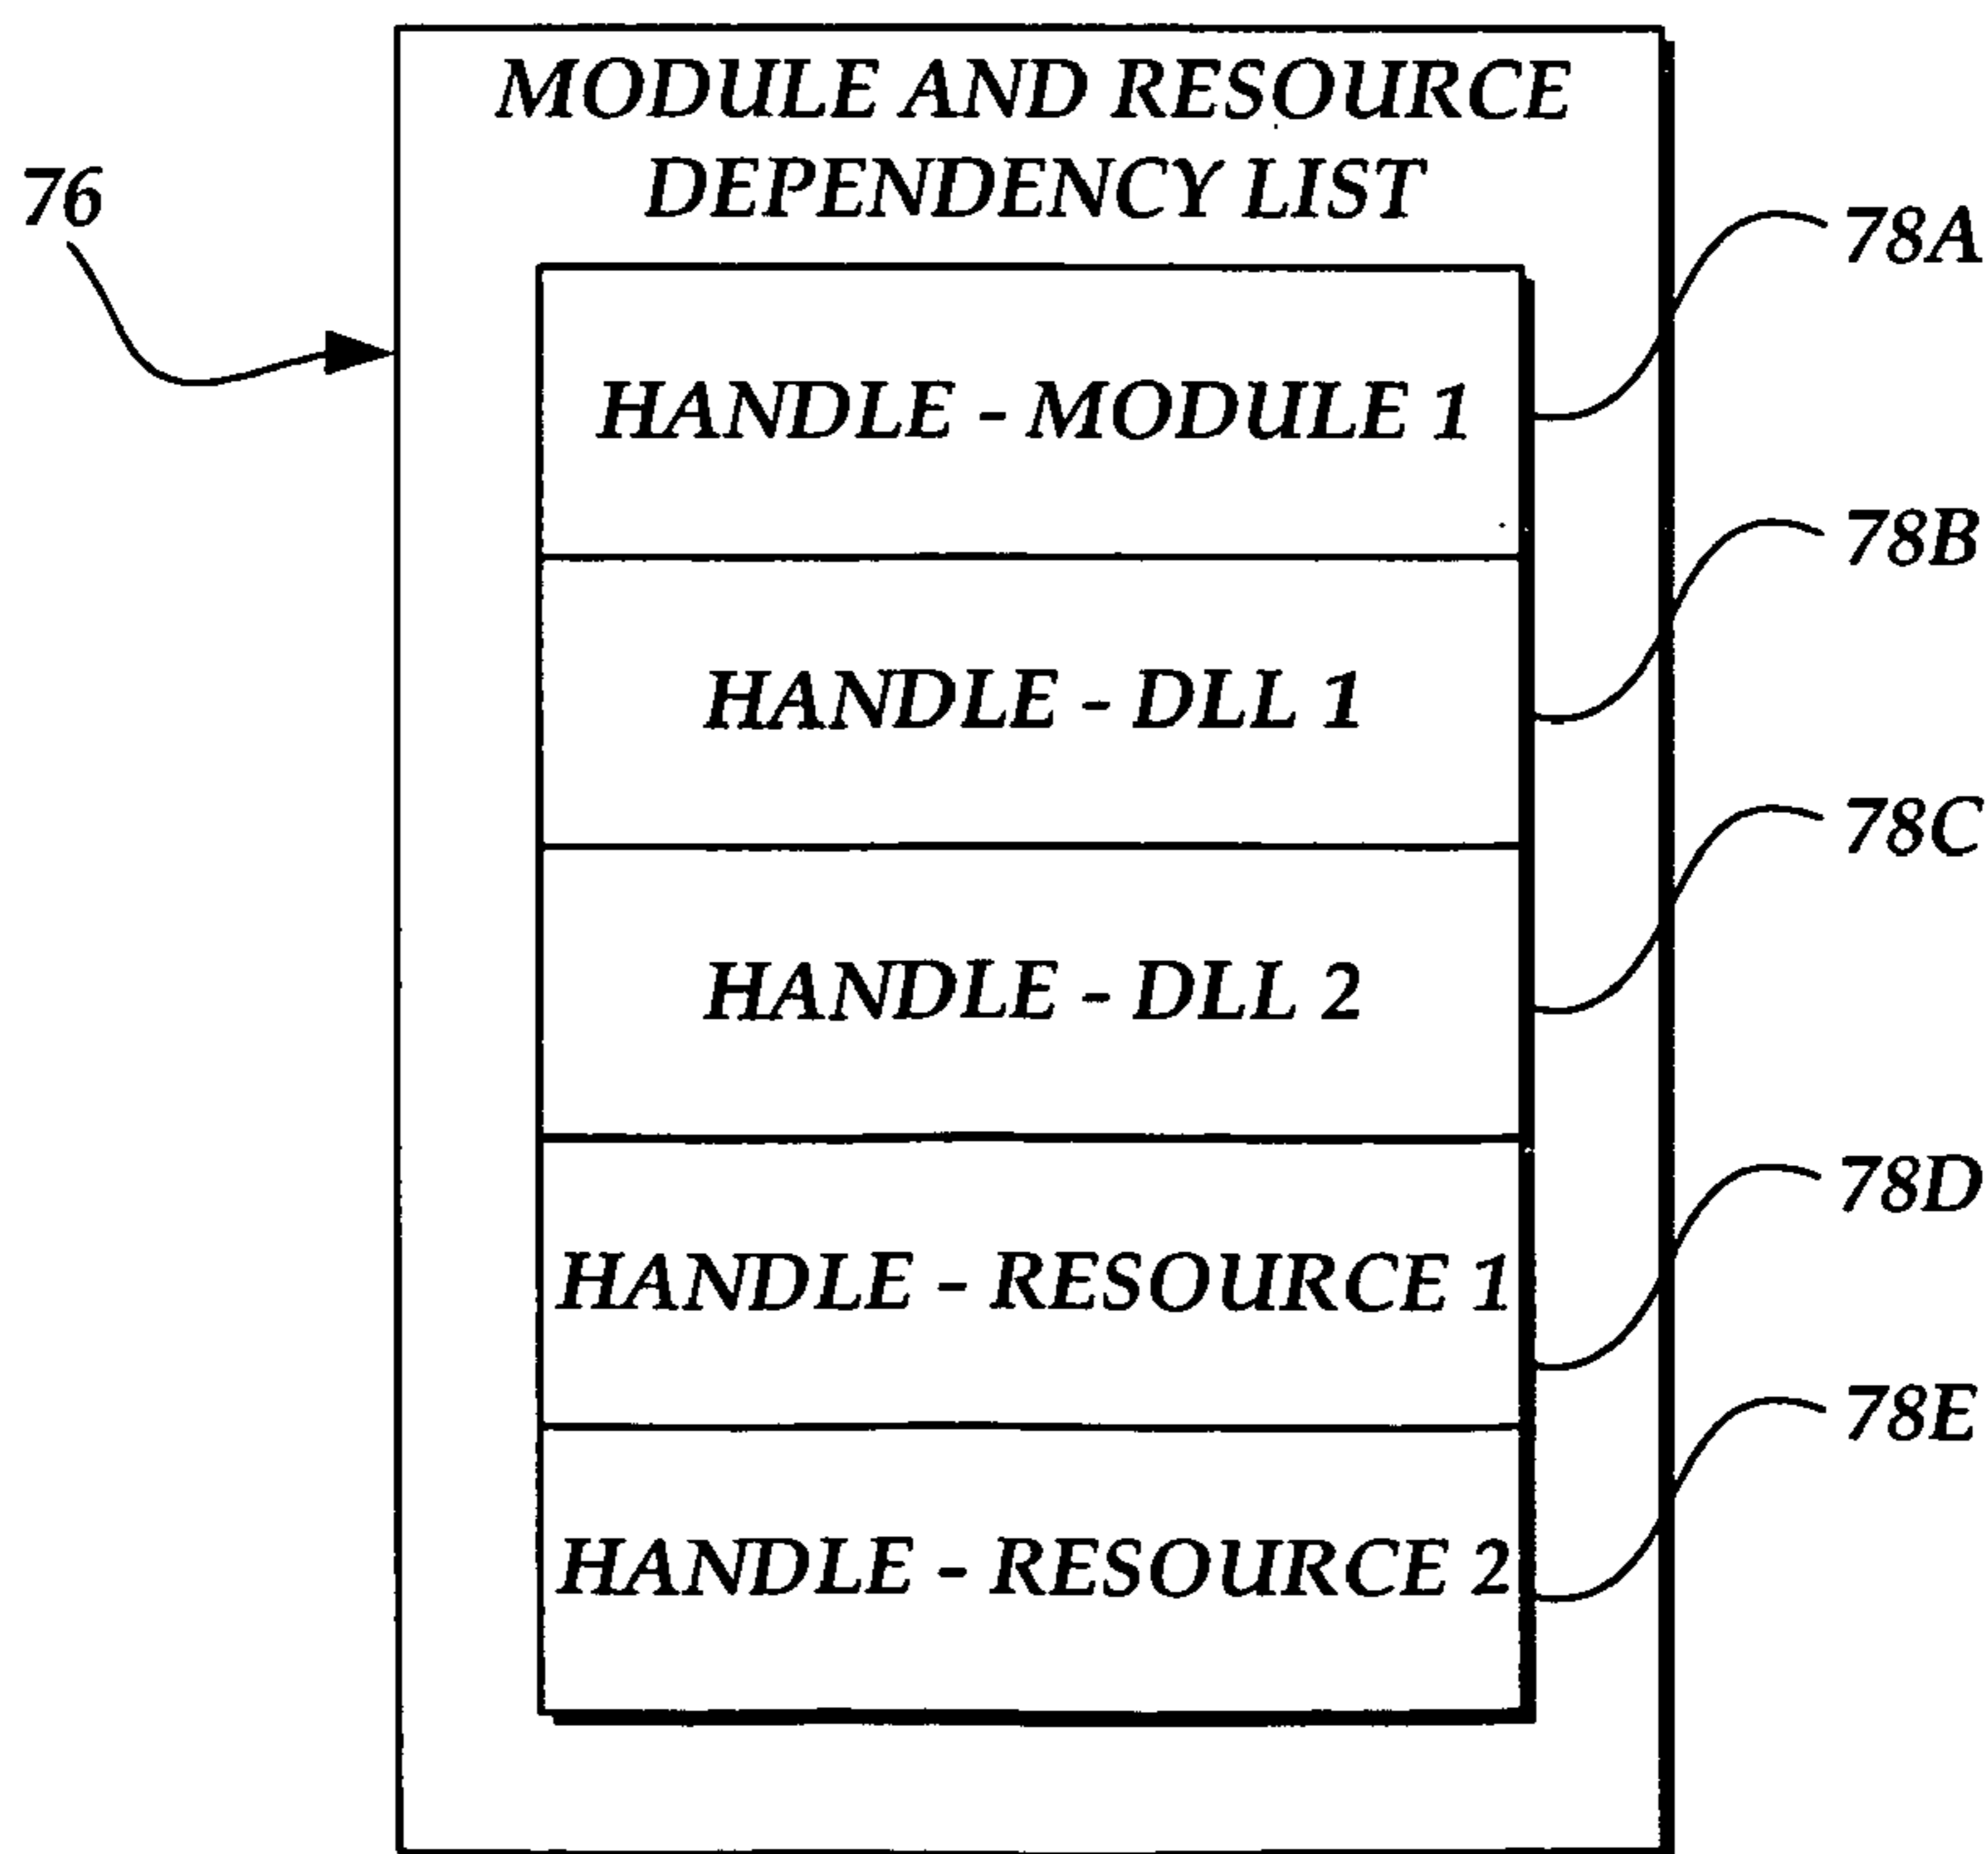 MODULE AND RESOURCE
DEPENDENCY LIST
76
78A
HANDLE - MODULE 1
78B
HANDLE - DLL 1
78C
HANDLE - DLL 2
78D
HANDLE - RESOURCE 1
78E
HANDLE - RESOURCE 2